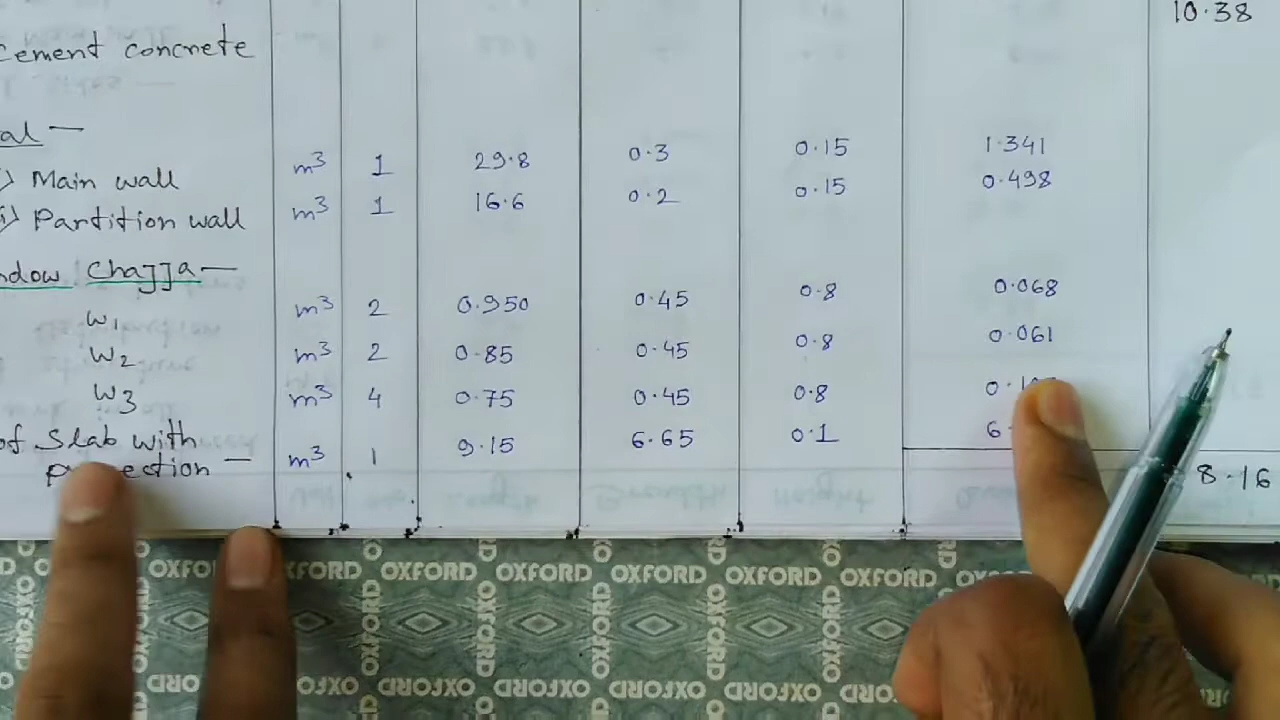 10.38
cement concrete
al —
i) Main wall m³ 1 29.8 0.3 0.15 1.341
i) Partition wall m³ 1 16.6 0.2 0.15 0.498
ndow Chajja —
W1 m³ 2 0.950 0.45 0.8 0.068
W2 m³ 2 0.85 0.45 0.8 0.061
W3 m³ 4 0.75 0.45 0.8
of Slab with
m³ 1 9.15 6.65 0.1
8.16
OXFORD OXFORD OXFORD OXFORD OXFORD OXFORD